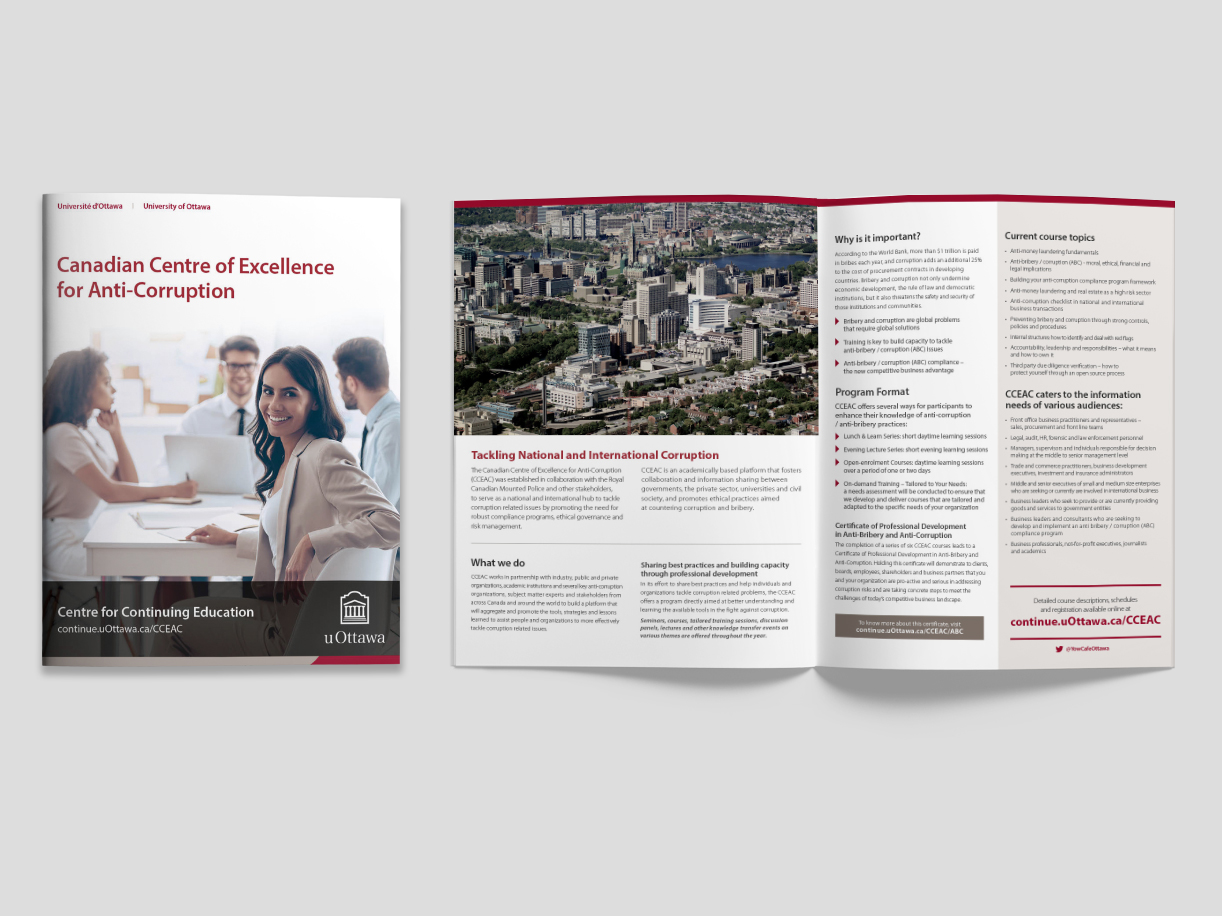 Université d'Ottawa | University of Ottawa
Canadian Centre of Excellence
for Anti-Corruption
Centre for Continuing Education
continue.uOttawa.ca/CCEAC
uOttawa
Tackling National and International Corruption
The Canadian Centre of Excellence for Anti-Corruption
(CCEAC) was established in collaboration with the Royal
Canadian Mounted Police and other stakeholders,
to serve as a national and international hub to tackle
corruption related issues by promoting the need for
robust compliance programs, ethical governance and
risk management.
CCEAC is an academically based platform that fosters
collaboration and information sharing between
governments, the private sector, universities and civil
society, and promotes ethical practices aimed
at countering corruption and bribery.
What we do
CCEAC works in partnership with industry, public and private
organizations, academic institutions and several key anti-corruption
organizations, subject matter experts and stakeholders from
across Canada and around the world to build a platform that
will aggregate and promote the tools, strategies and lessons
learned to assist people and organizations to more effectively
tackle corruption related issues.
Sharing best practices and building capacity
through professional development
In its effort to share best practices and help individuals and
organizations tackle corruption related problems, the CCEAC
offers a program directly aimed at better understanding and
learning the available tools in the fight against corruption.
Seminars, courses, tailored training sessions, discussion
panels, lectures and other knowledge transfer events on
various themes are offered throughout the year.
Why is it important?
According to the World Bank, more than $1 trillion is paid
in bribes each year, and corruption adds an additional 25%
to the cost of procurement contracts in developing
countries. Bribery and corruption not only undermine
economic development, the rule of law and democratic
institutions, but it also threatens the safety and security of
those institutions and communities.
Bribery and corruption are global problems
that require global solutions
Training is key to build capacity to tackle
anti-bribery / corruption (ABC) issues
Anti-bribery / corruption (ABC) compliance –
the new competitive business advantage
Program Format
CCEAC offers several ways for participants to
enhance their knowledge of anti-corruption
/ anti-bribery practices:
Lunch & Learn Series: short daytime learning sessions
Evening Lecture Series: short evening learning sessions
Open-enrolment Courses: daytime learning sessions
over a period of one or two days
On-demand Training – Tailored to Your Needs:
a needs assessment will be conducted to ensure that
we develop and deliver courses that are tailored and
adapted to the specific needs of your organization
Certificate of Professional Development
in Anti-Bribery and Anti-Corruption
The completion of a series of six CCEAC courses leads to a
Certificate of Professional Development in Anti-Bribery and
Anti-Corruption. Holding this certificate will demonstrate to clients,
boards, employees, shareholders and business partners that you
and your organization are pro-active and serious in addressing
corruption risks and are taking concrete steps to meet the
challenges of today's competitive business landscape.
To know more about this certificate, visit
continue.uOttawa.ca/CCEAC/ABC
Current course topics
• Anti-money laundering fundamentals
• Anti-bribery / corruption (ABC) - moral, ethical, financial and
legal implications
• Building your anti-corruption compliance program framework
• Anti-money laundering and real estate as a high risk sector
• Anti-corruption checklist in national and international
business transactions
• Preventing bribery and corruption through strong controls,
policies and procedures
• Internal structures: how to identify and deal with red flags
• Accountability, leadership and responsibilities – what it means
and how to own it
• Third party due diligence verification – how to
protect yourself through an open source process
CCEAC caters to the information
needs of various audiences:
• Front office business practitioners and representatives –
sales, procurement and front line teams
• Legal, audit, HR, forensic and law enforcement personnel
• Managers, supervisors and individuals responsible for decision
making at the middle to senior management level
• Trade and commerce practitioners, business development
executives, investment and insurance administrators
• Middle and senior executives of small and medium size enterprises
who are seeking or currently are involved in international business
• Business leaders who seek to provide or are currently providing
goods and services to government entities
• Business leaders and consultants who are seeking to
develop and implement an anti bribery / corruption (ABC)
compliance program
• Business professionals, not-for-profit executives, journalists
and academics
Detailed course descriptions, schedules
and registration available online at
continue.uOttawa.ca/CCEAC
@YowCafeOttawa